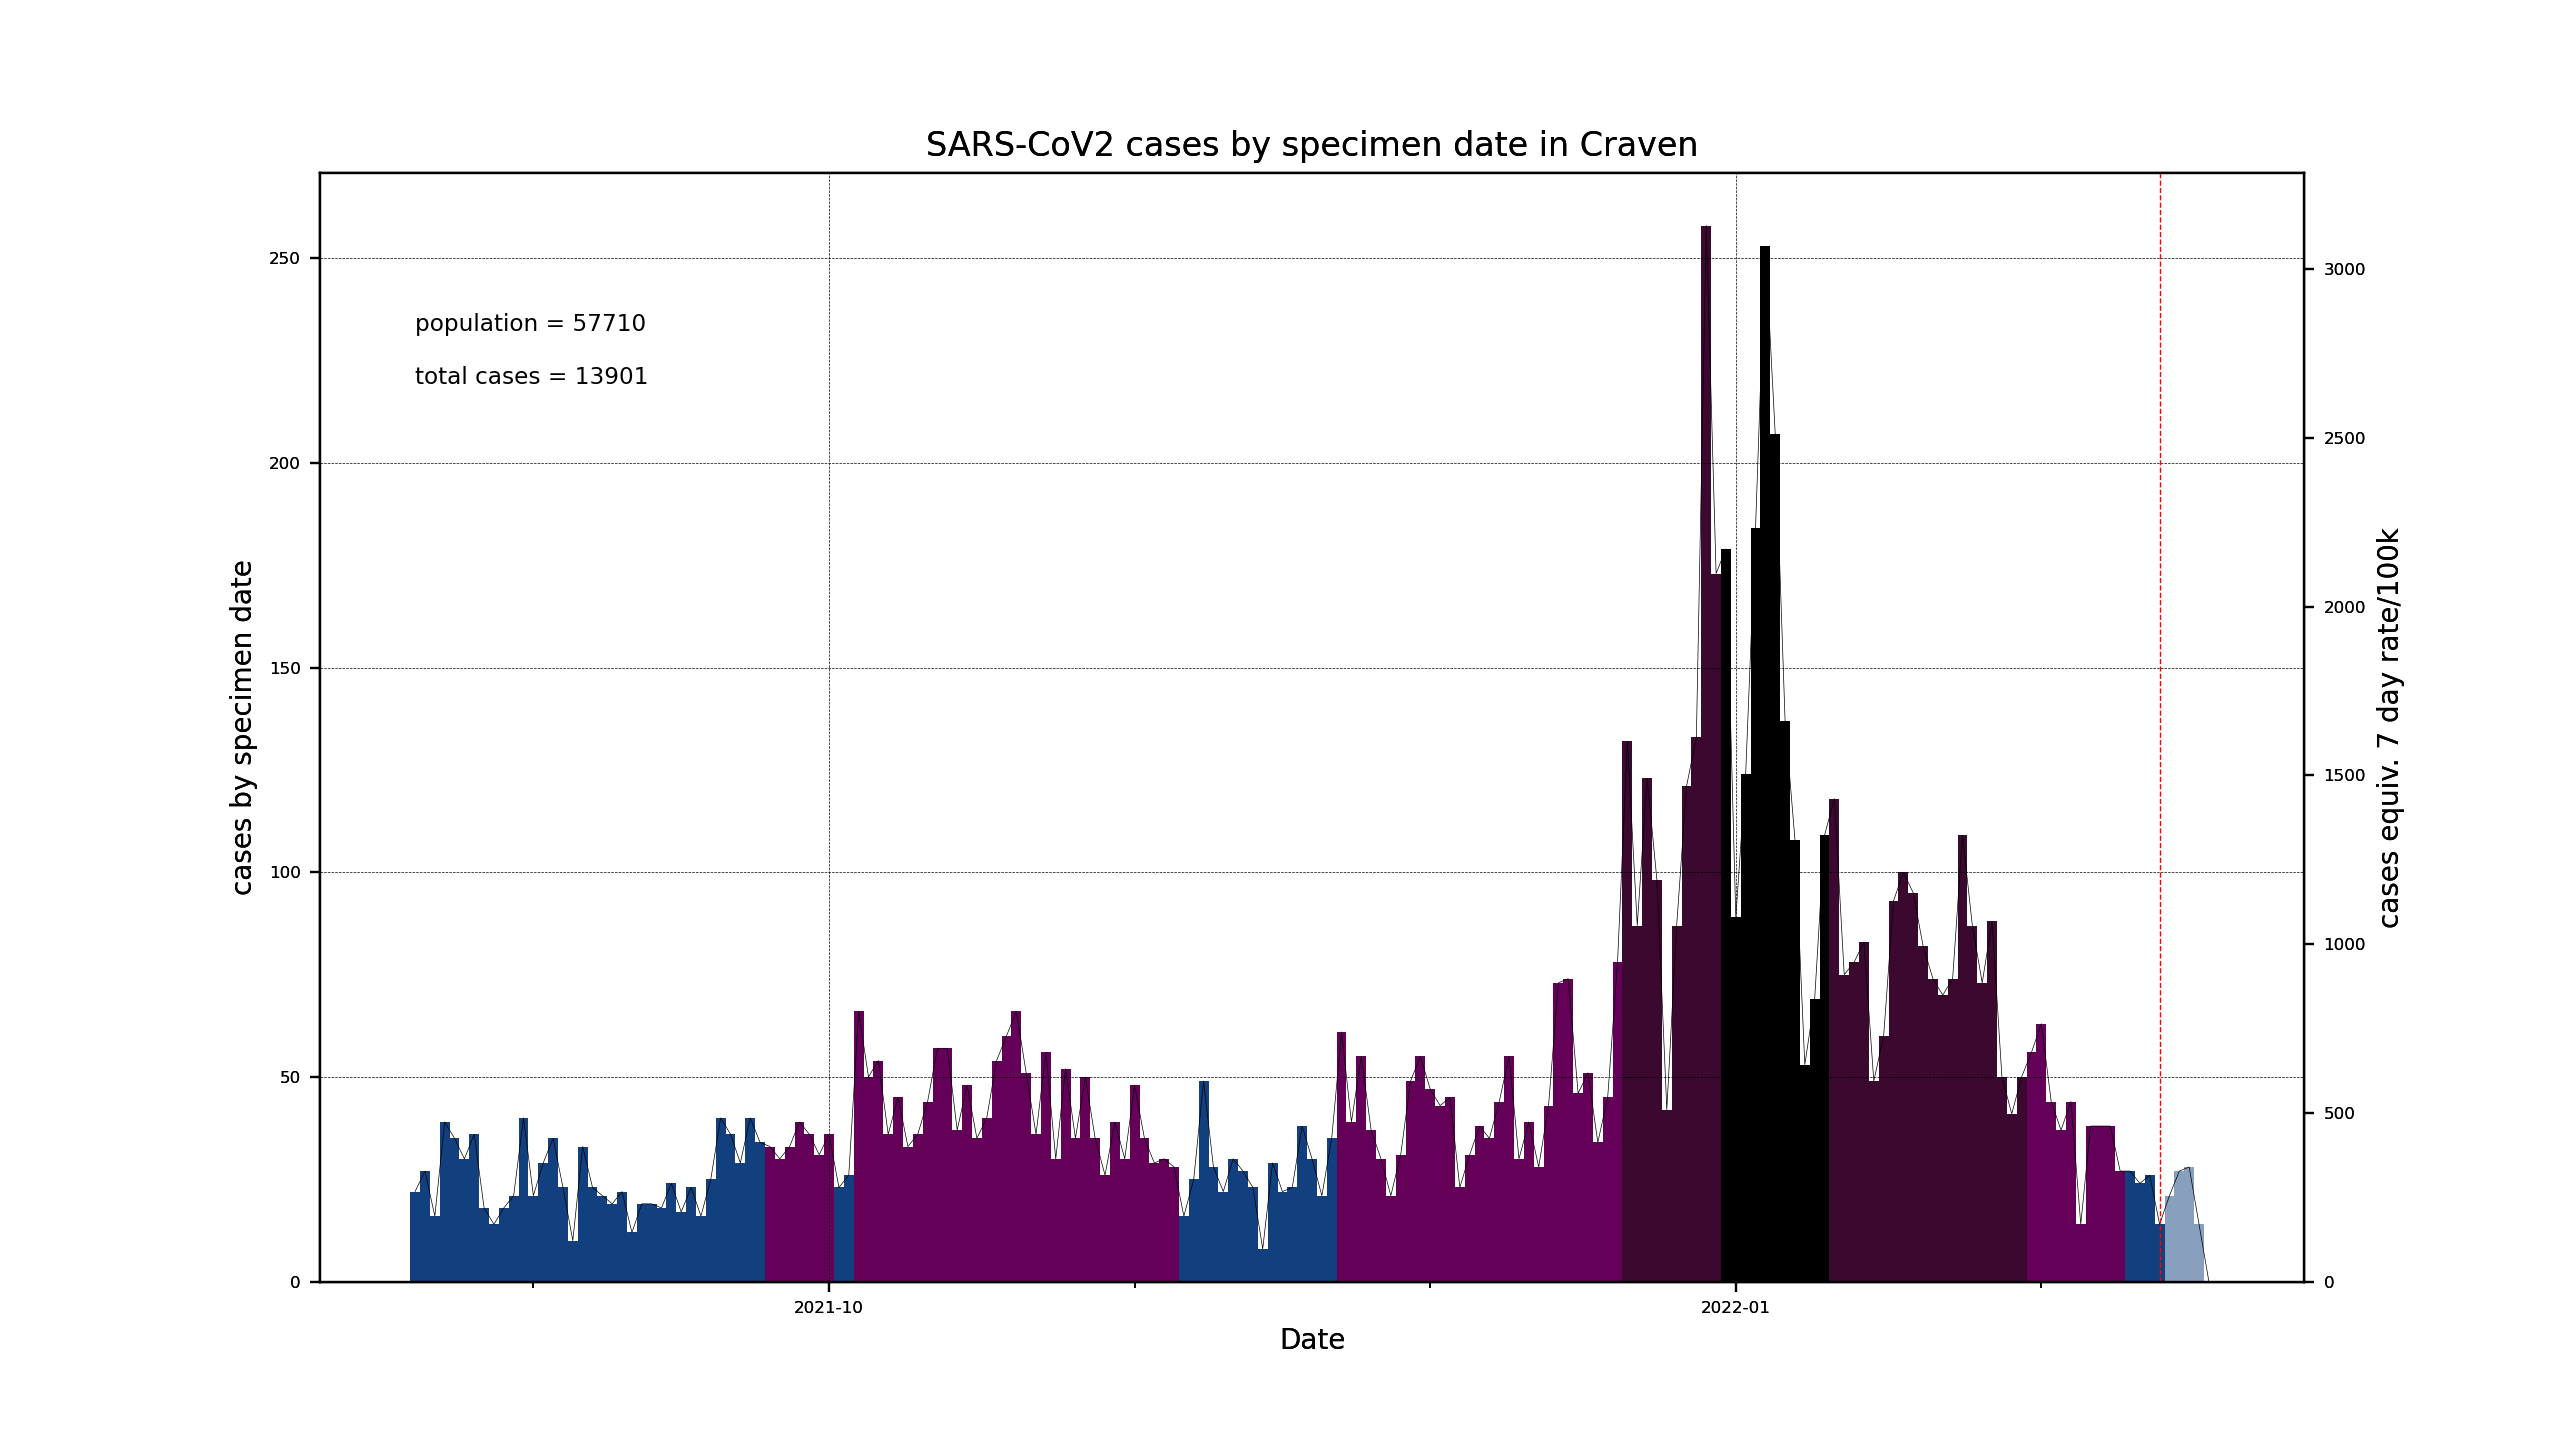 SARS-CoV2 cases by specimen date in Craven
population = 57710
total cases = 13901
cases by specimen date
250
200
150
100
50
0
3000
2500
2000
1500
1000
500
0
cases equiv. 7 day rate/100k
2021-10
2022-01
Date